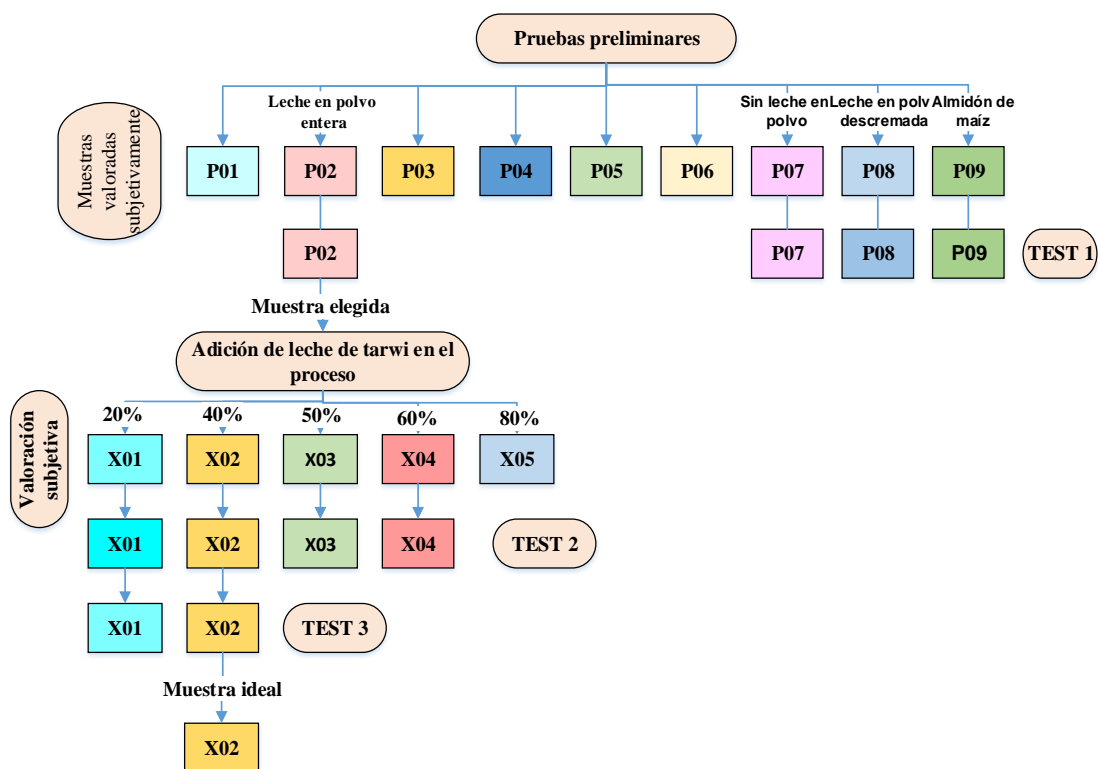 Pruebas preliminares
Leche en polvo
entera
Sin leche en
polvo
Leche en polv
descremada
Almidón de
maíz
Muestras
valoradas
subjetivamente
P01
P02
P03
P04
P05
P06
P07
P08
P09
P02
P07
P08
P09
TEST 1
Muestra elegida
Adición de leche de tarwi en el
proceso
Valoración
subjetiva
20%
40%
50%
60%
80%
X01
X02
X03
X04
X05
X01
X02
X03
X04
TEST 2
X01
X02
TEST 3
Muestra ideal
X02